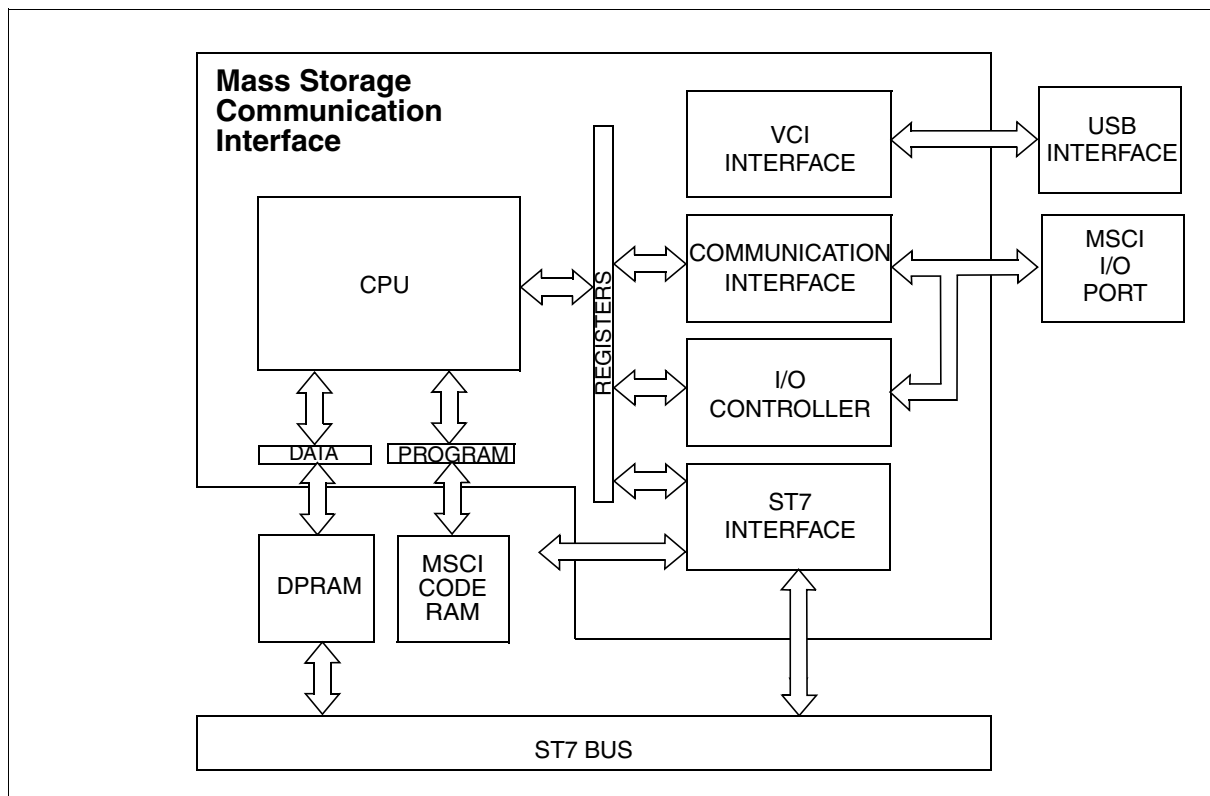 Mass Storage
Communication
Interface
VCI
INTERFACE
USB
INTERFACE
CPU
REGISTERS
COMMUNICATION
INTERFACE
MSCI
I/O
PORT
I/O
CONTROLLER
DATA
PROGRAM
ST7
INTERFACE
DPRAM
MSCI
CODE
RAM
ST7 BUS